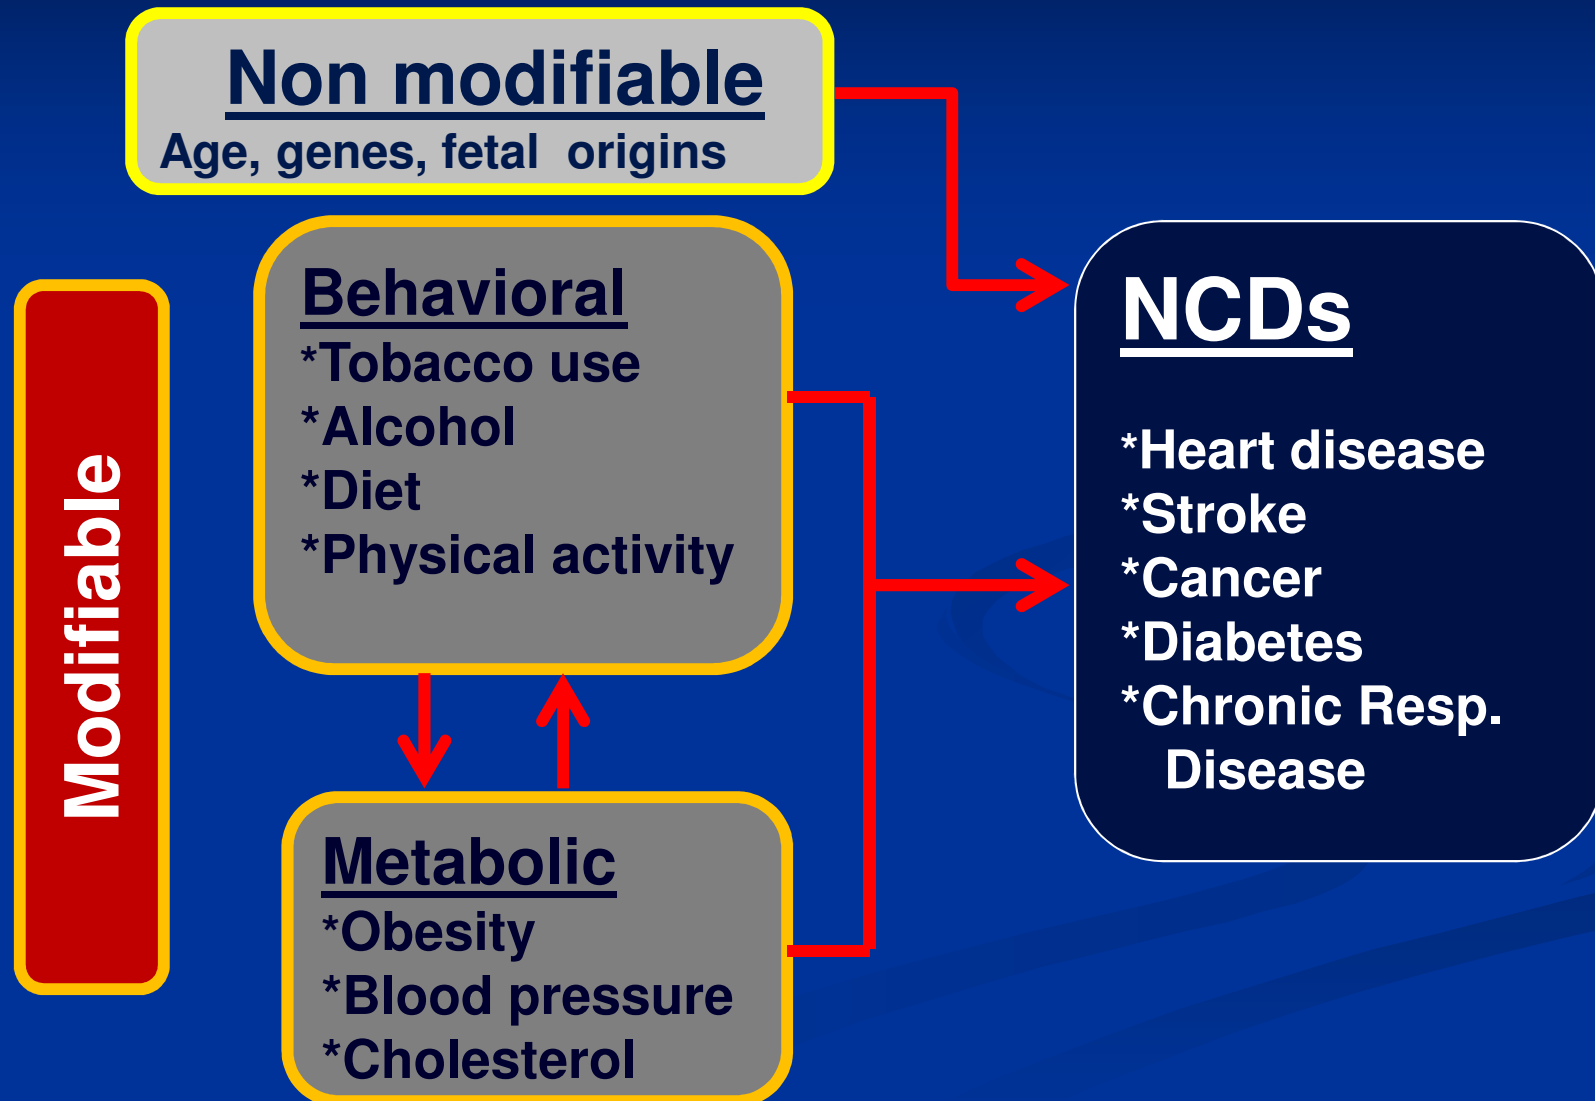 Non modifiable
Age, genes, fetal origins
Modifiable
Behavioral
*Tobacco use
*Alcohol
*Diet
*Physical activity
Metabolic
*Obesity
*Blood pressure
*Cholesterol
NCDs
*Heart disease
*Stroke
*Cancer
*Diabetes
*Chronic Resp.
Disease